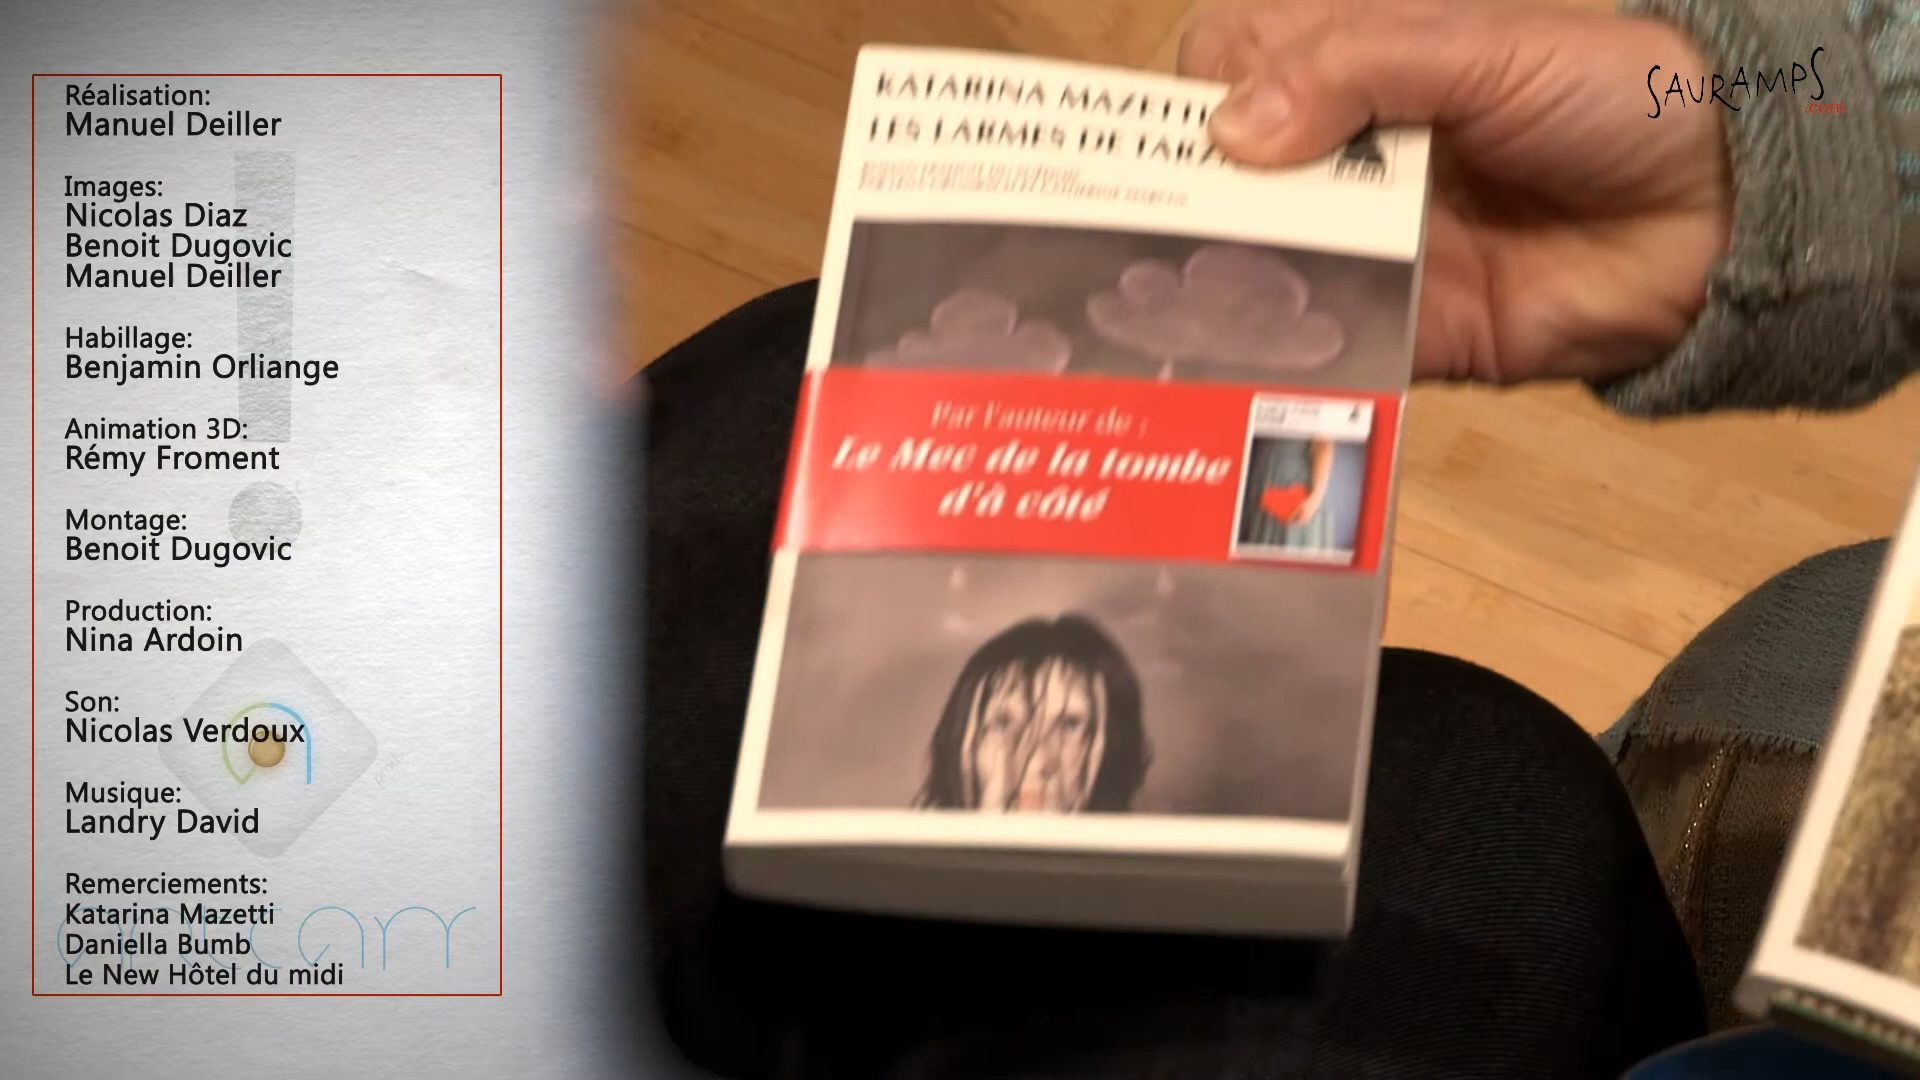 Réalisation:
Manuel Deiller
Images:
Nicolas Diaz
Benoit Dugovic
Manuel Deiller
Habillage:
Benjamin Orliange
Animation 3D:
Rémy Froment
Montage:
Benoit Dugovic
Production:
Nina Ardoin
Son:
Nicolas Verdoux
Musique:
Landry David
Remerciements:
Katarina Mazetti
Daniella Bumb
Le New Hôtel du midi
KATARINA MAZETTI
LES LARMES DE
Par l'auteur de :
Le Mec de la tombe
d'à côté
SAURAMPS
.com